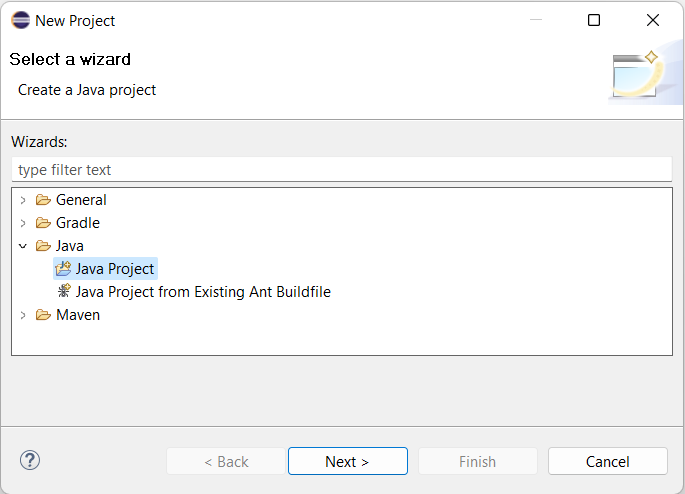 New Project
Select a wizard
Create a Java project
Wizards:
type filter text
General
Gradle
Java
Java Project
Java Project from Existing Ant Buildfile
Maven
? < Back Next > Finish Cancel